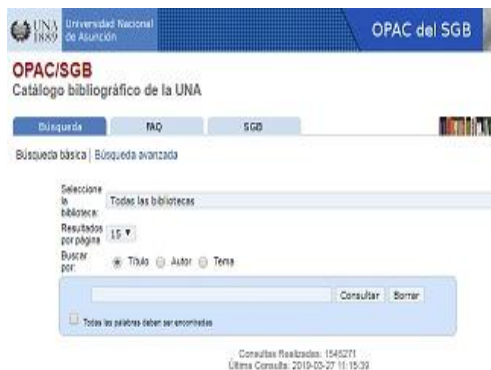 UNA Universidad Nacional
1889 de Asunción
OPAC del SGB
OPAC/SGB
Catálogo bibliográfico de la UNA
Búsqueda FAQ SGB
Búsqueda básica | Búsqueda avanzada
Seleccione
la
biblioteca:
Todas las bibliotecas
Resultados
por página
15
Buscar
por:
Título Autor Tema
Consultar Borrar
Todas las palabras deben ser encontradas
Consultas Realizadas: 1545271
Última Consulta: 2019-03-27 11:15:39